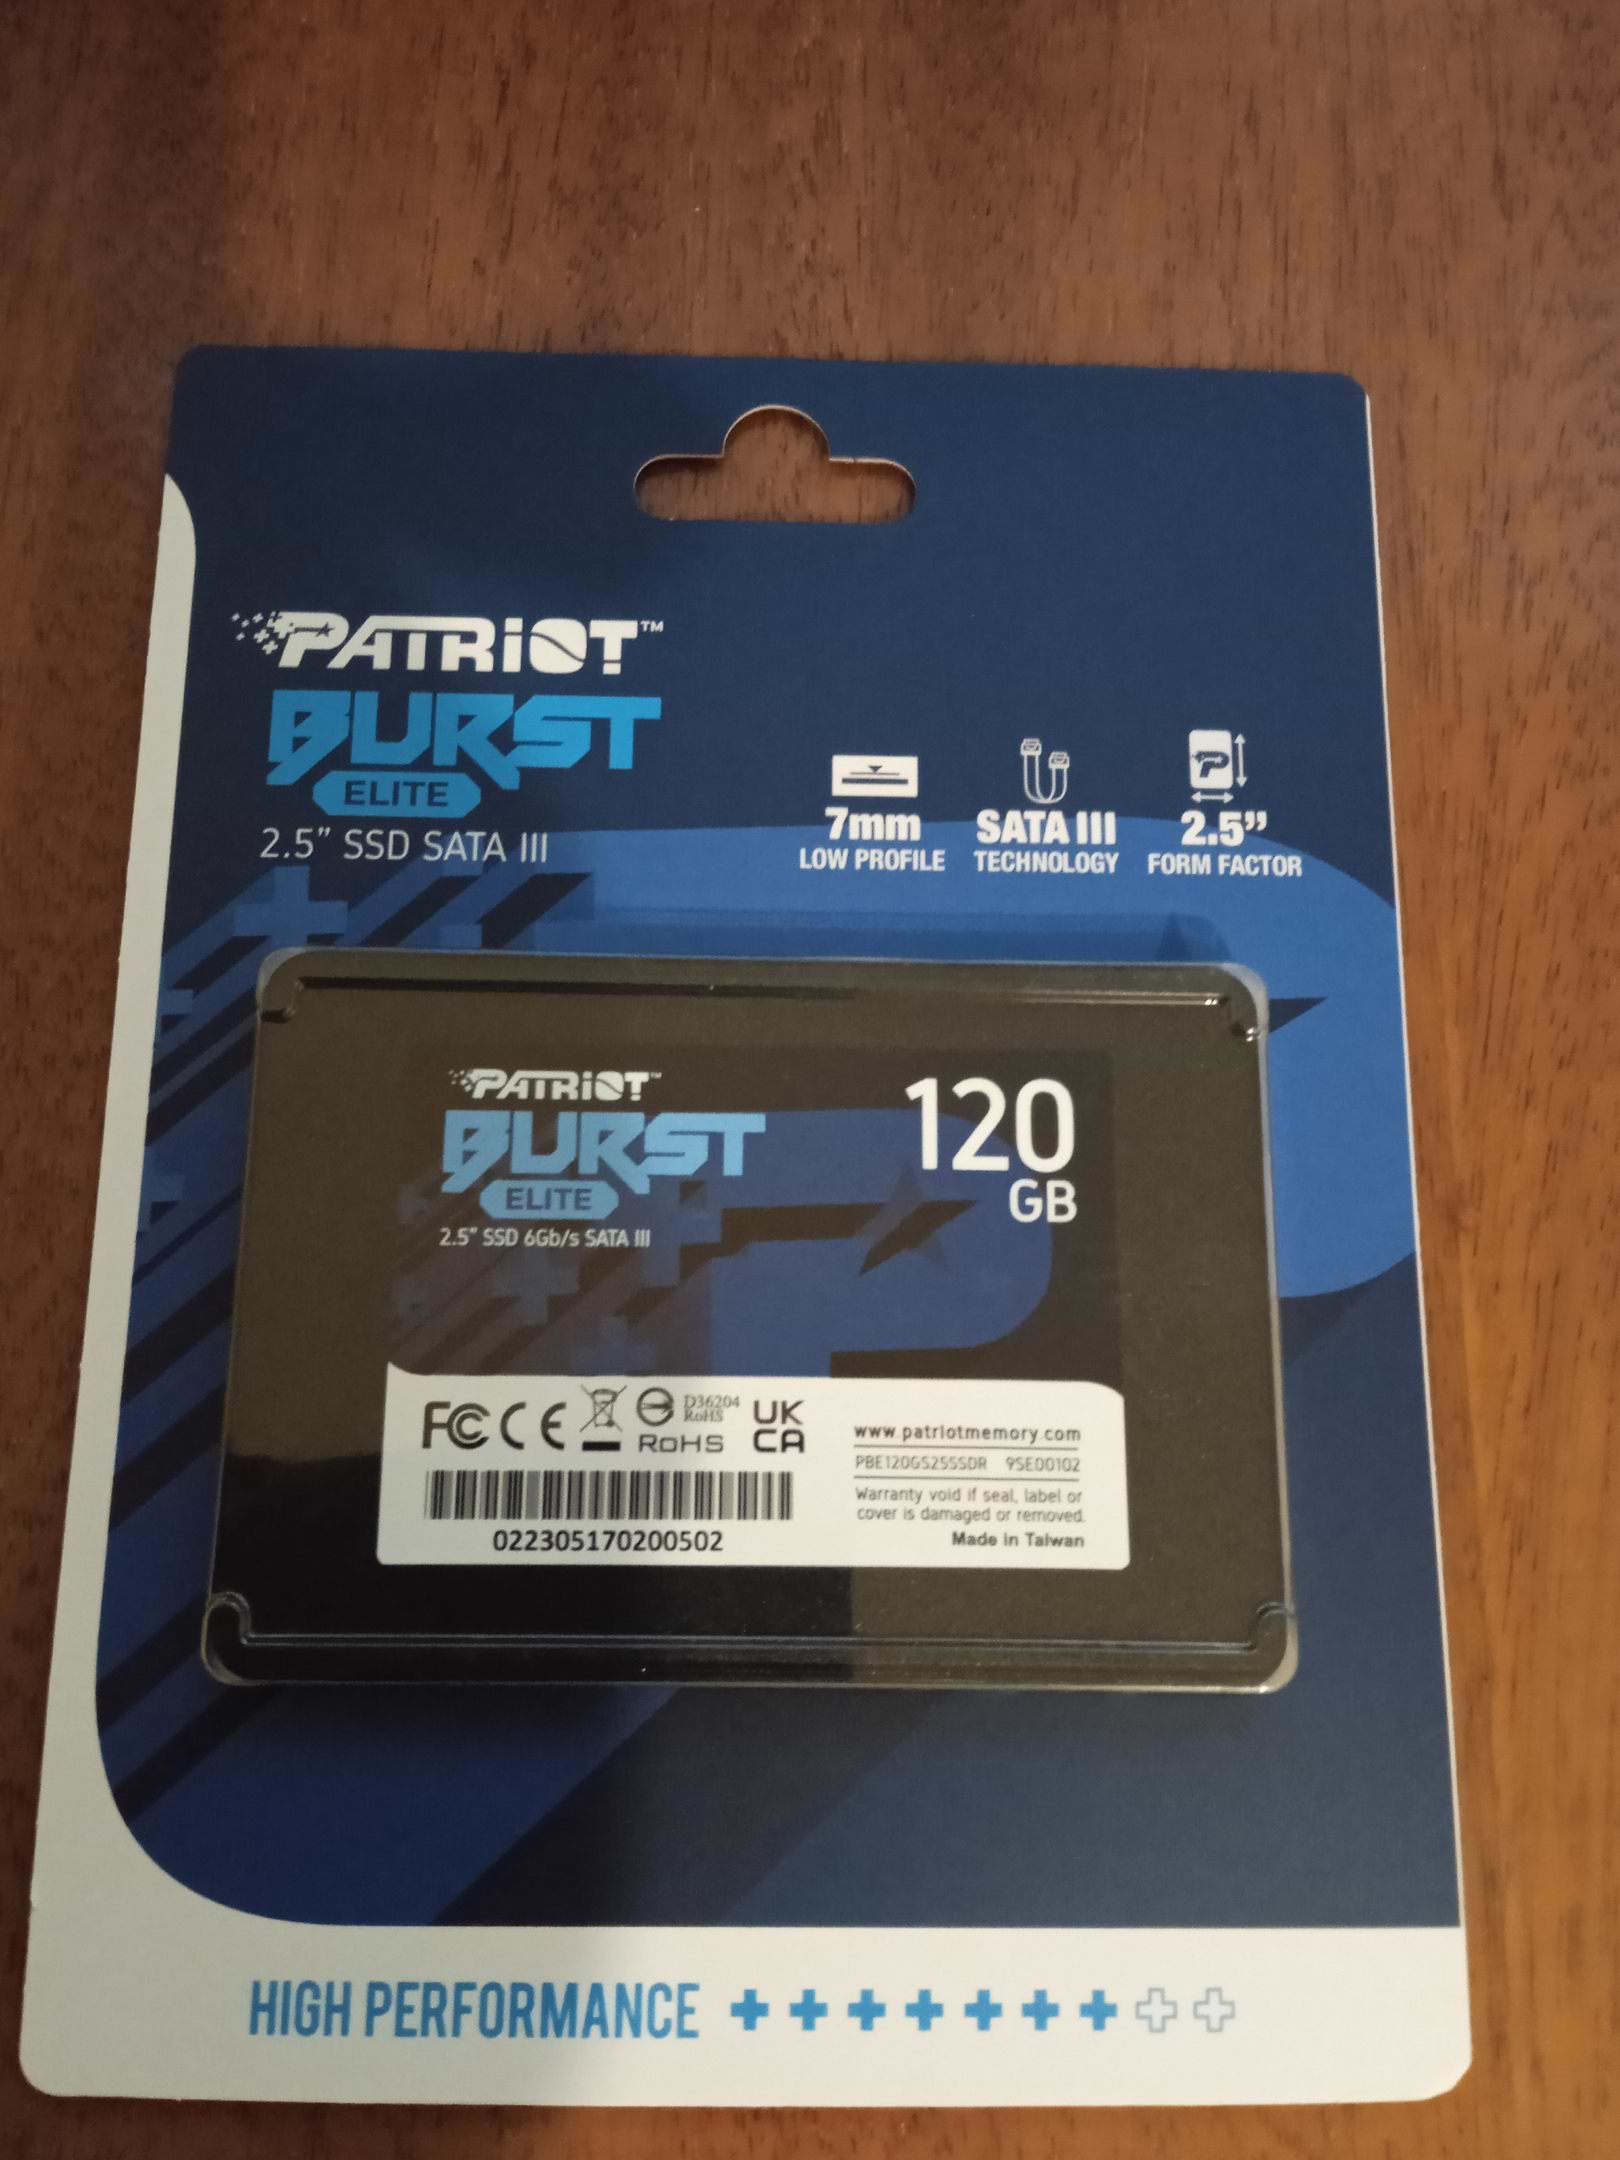 PATRiOT™
BURST
ELITE
2.5” SSD SATA III
7mm
LOW PROFILE
SATA III
TECHNOLOGY
2.5”
FORM FACTOR
PATRiOT™
BURST
ELITE
2.5" SSD 6Gb/s SATA III
120
GB
FC CE
D36204
RoHS
RoHS
UK
CA
022305170200502
www.patriotmemory.com
PBE120GS25SSDR 9SE00102
Warranty void if seal, label or
cover is damaged or removed.
Made in Taiwan
HIGH PERFORMANCE